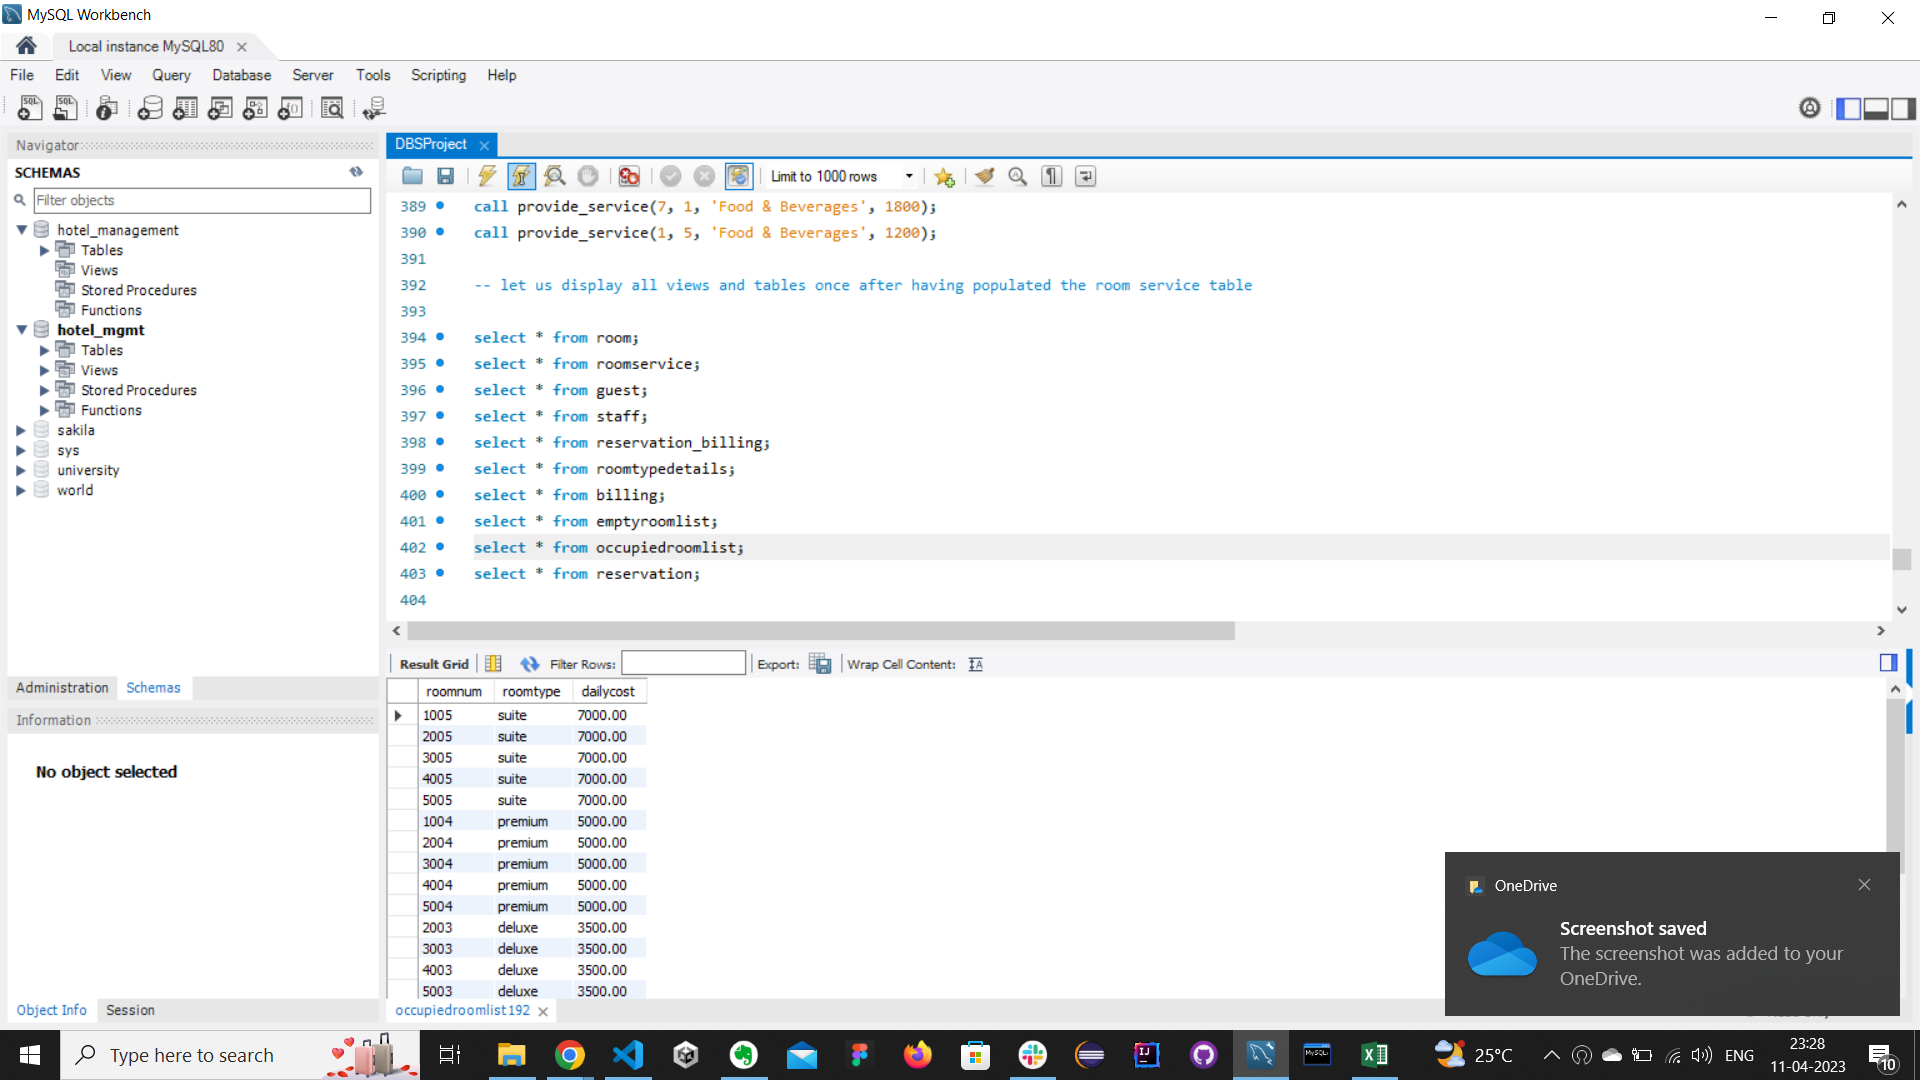 MySQL Workbench
Local instance MySQL80
File Edit View Query Database Server Tools Scripting Help
Navigator
SCHEMAS
Filter objects
hotel_management
Tables
Views
Stored Procedures
Functions
hotel_mgmt
Tables
Views
Stored Procedures
Functions
sakila
sys
university
world
Administration Schemas
Information
No object selected
Object Info Session
DBSProject
Limit to 1000 rows
389 call provide_service(7, 1, 'Food & Beverages', 1800);
390 call provide_service(1, 5, 'Food & Beverages', 1200);
391
392 -- let us display all views and tables once after having populated the room service table
393
394 select * from room;
395 select * from roomservice;
396 select * from guest;
397 select * from staff;
398 select * from reservation_billing;
399 select * from roomtypedetails;
400 select * from billing;
401 select * from emptyroomlist;
402 select * from occupiedroomlist;
403 select * from reservation;
404
Result Grid Filter Rows: Export: Wrap Cell Content:
roomnum roomtype dailycost
1005 suite 7000.00
2005 suite 7000.00
3005 suite 7000.00
4005 suite 7000.00
5005 suite 7000.00
1004 premium 5000.00
2004 premium 5000.00
3004 premium 5000.00
4004 premium 5000.00
5004 premium 5000.00
2003 deluxe 3500.00
3003 deluxe 3500.00
4003 deluxe 3500.00
5003 deluxe 3500.00
occupiedroomlist192
OneDrive
Screenshot saved
The screenshot was added to your
OneDrive.
Type here to search
25°C
ENG
23:28
11-04-2023
10